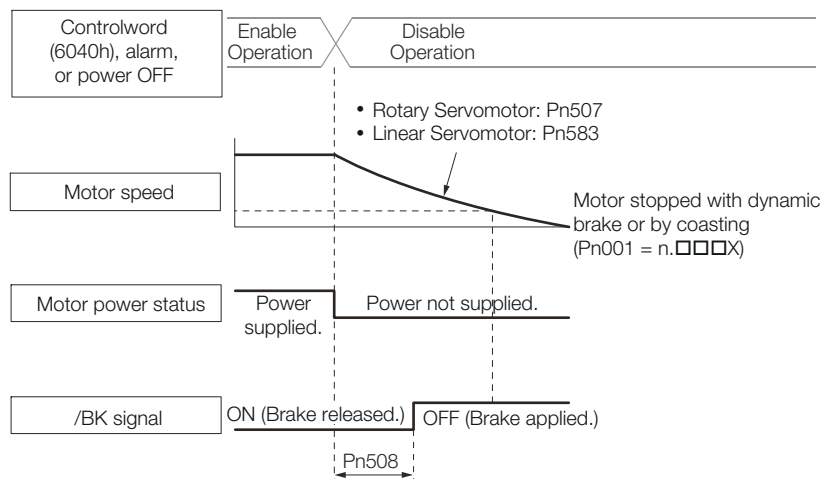 Controlword
(6040h), alarm,
or power OFF
Enable
Operation
Disable
Operation
• Rotary Servomotor: Pn507
• Linear Servomotor: Pn583
Motor speed
Motor stopped with dynamic
brake or by coasting
(Pn001 = n.□□□X)
Motor power status
Power
supplied.
Power not supplied.
/BK signal
ON (Brake released.)
OFF (Brake applied.)
Pn508